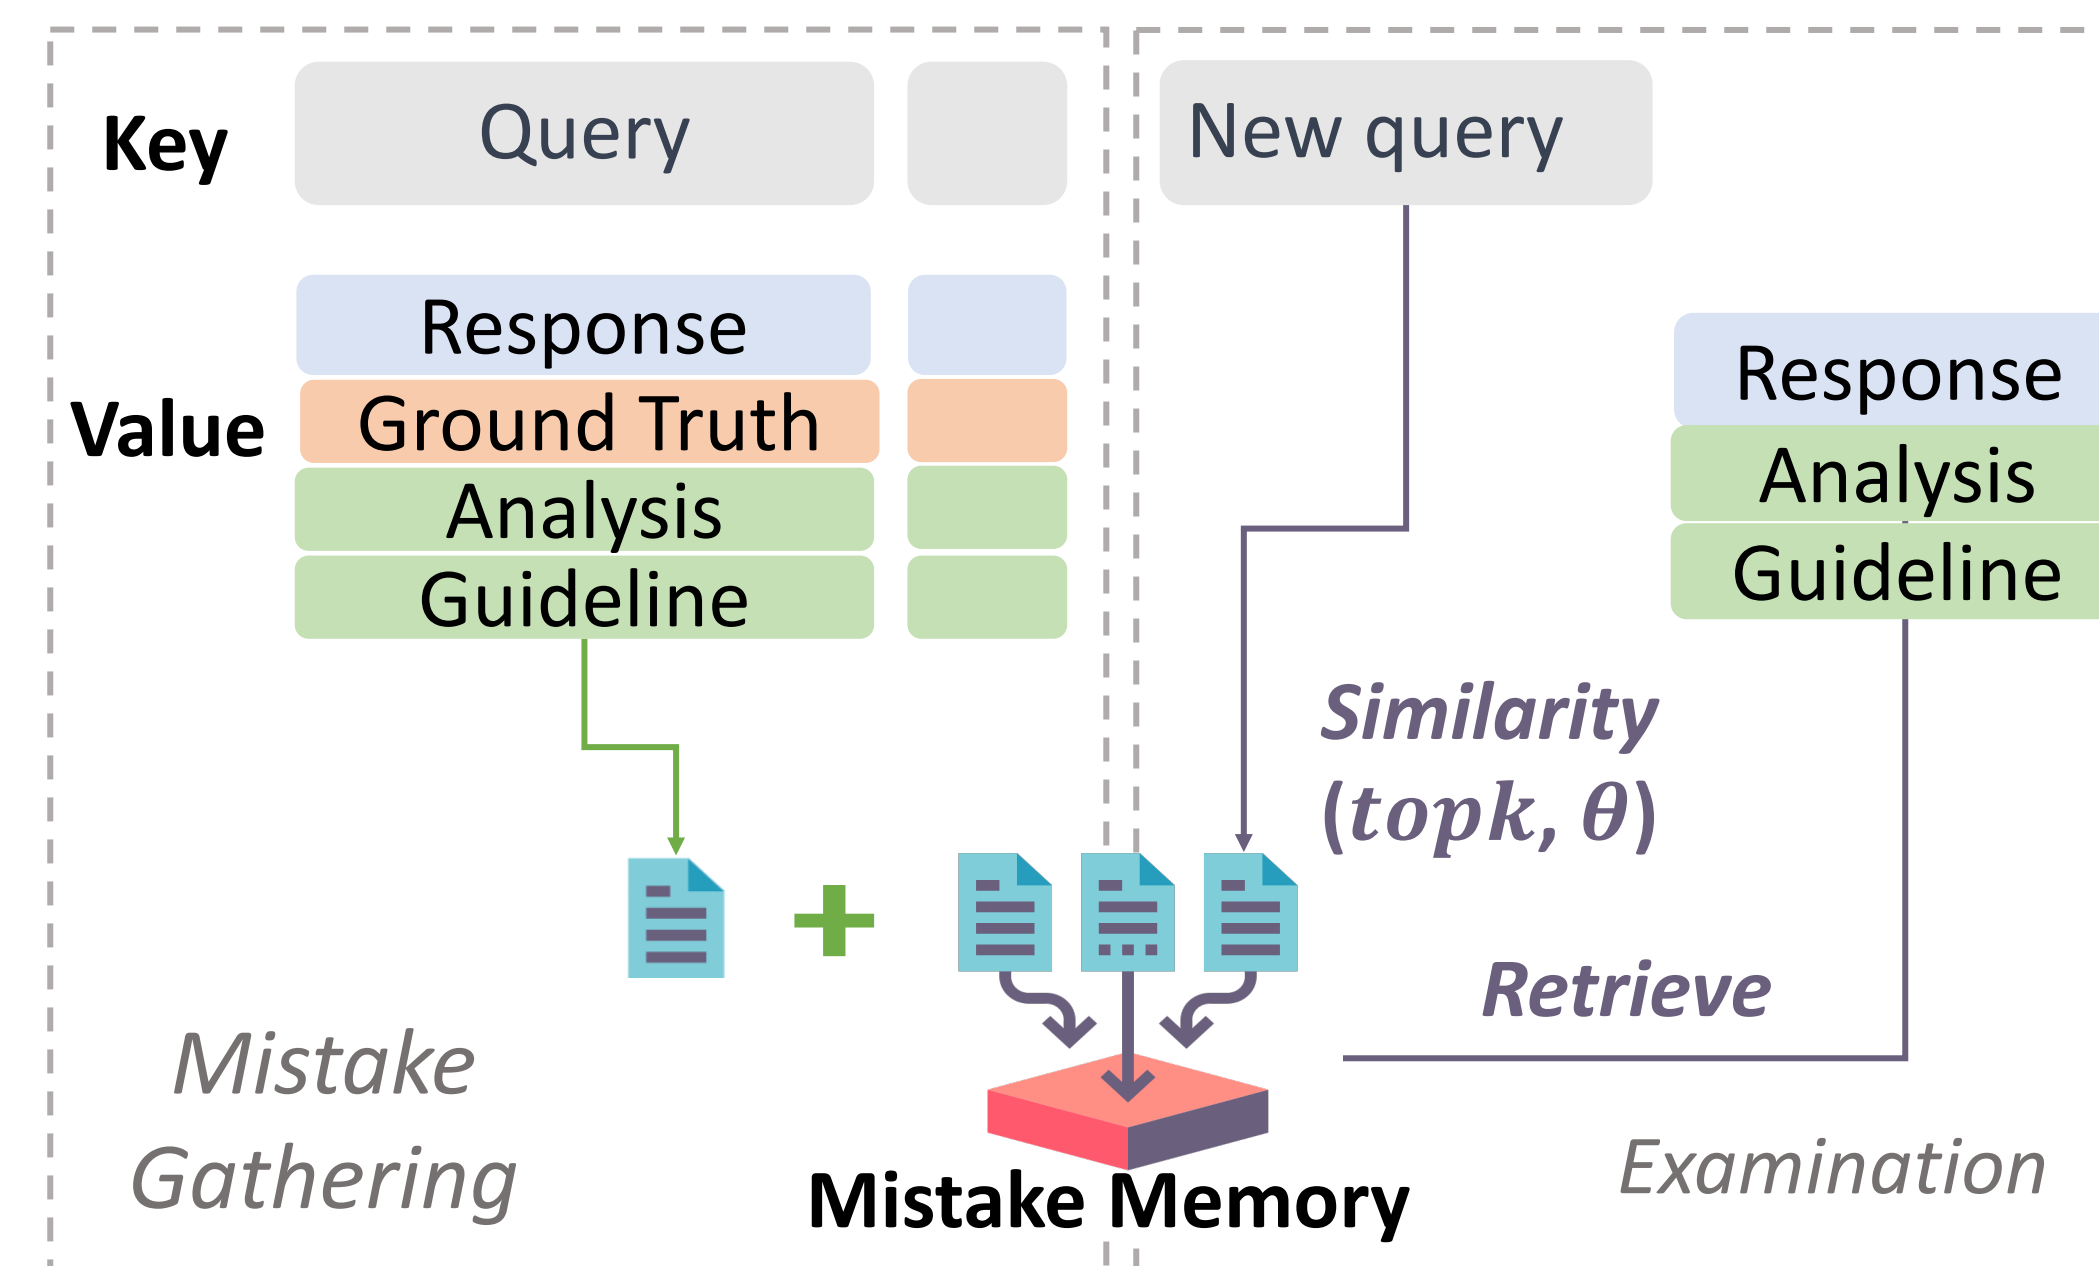 Key
Query
New query
Value
Response
Ground Truth
Analysis
Guideline
Response
Analysis
Guideline
Similarity
(topk, θ)
Retrieve
Mistake
Gathering
Mistake Memory
Examination